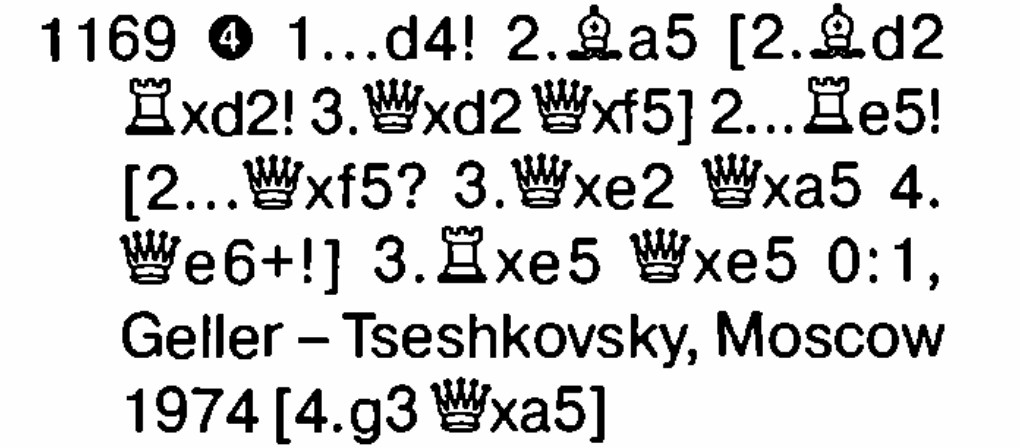 1169 ❹ 1...d4! 2.♗a5 [2.♗d2
♖xd2! 3.♕xd2 ♕xf5] 2...♖e5!
[2...♕xf5? 3.♕xe2 ♕xa5 4.
♕e6+!] 3.♖xe5 ♕xe5 0:1,
Geller – Tseshkovsky, Moscow
1974 [4.g3 ♕xa5]